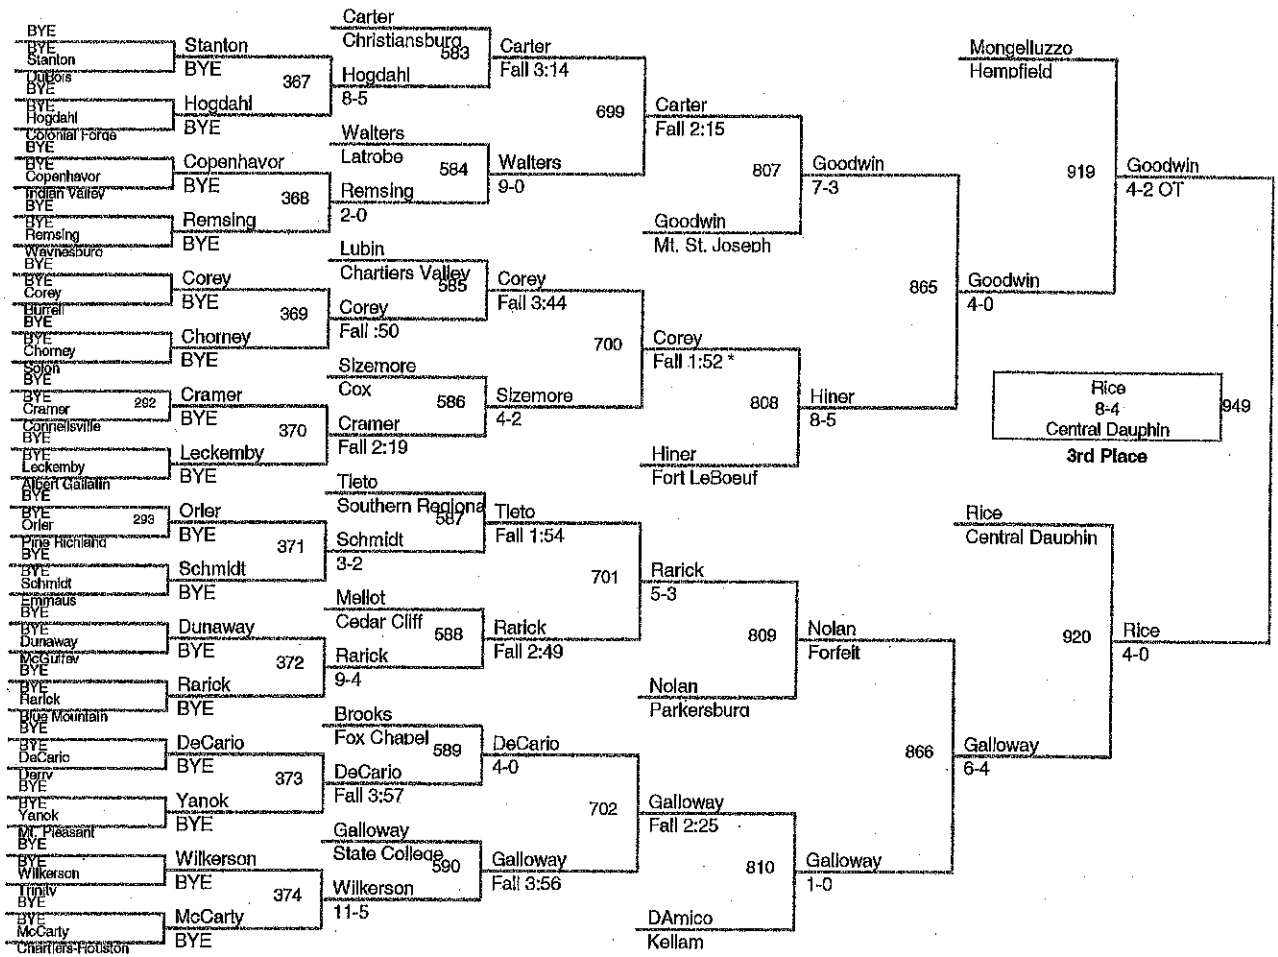 BYE
BYE
Stanton
DuBois
BYE
BYE
Hogdahl
Colonial Forge
BYE
BYE
Copenhavor
Indian Valley
BYE
BYE
Remsing
Waynesburg
BYE
BYE
Corey
Burrell
BYE
BYE
Chorney
Solon
BYE
BYE
Cramer
292
Connellsville
BYE
BYE
Leckemby
Albert Gallatin
BYE
BYE
Orler
293
Pine Richland
BYE
BYE
Schmidt
Emmaus
BYE
BYE
Dunaway
McGuffey
BYE
BYE
Rarick
Blue Mountain
BYE
BYE
DeCario
Derry
BYE
BYE
Yanok
Mt. Pleasant
BYE
BYE
Wilkerson
Trinity
BYE
BYE
McCarty
Chartiers-Houston
Stanton
BYE
367
Hogdahl
BYE
Copenhavor
BYE
368
Remsing
BYE
Corey
BYE
369
Chorney
BYE
Cramer
BYE
370
Leckemby
BYE
Orler
BYE
371
Schmidt
BYE
Dunaway
BYE
372
Rarick
BYE
DeCario
BYE
373
Yanok
BYE
Wilkerson
BYE
374
McCarty
BYE
Carter
Christiansburg
583
Hogdahl
8-5
Walters
Latrobe
584
Remsing
2-0
Lubin
Chartiers Valley
585
Corey
Fall :50
Sizemore
Cox
586
Cramer
Fall 2:19
Tieto
Southern Regiona
587
Schmidt
3-2
Mellot
Cedar Cliff
588
Rarick
9-4
Brooks
Fox Chapel
589
DeCario
Fall 3:57
Galloway
State College
590
Wilkerson
11-5
Carter
Fall 3:14
699
Walters
9-0
Corey
Fall 3:44
700
Sizemore
4-2
Tieto
Fall 1:54
701
Rarick
Fall 2:49
DeCario
4-0
702
Galloway
Fall 3:56
Carter
Fall 2:15
807
Goodwin
Mt. St. Joseph
Corey
Fall 1:52 *
808
Hiner
Fort LeBoeuf
Rarick
5-3
809
Nolan
Parkersburg
Galloway
Fall 2:25
810
DAmico
Kellam
Goodwin
7-3
865
Hiner
8-5
Nolan
Forfeit
866
Galloway
1-0
Mongelluzzo
Hempfield
919
Goodwin
4-0
Rice
8-4
949
Central Dauphin
3rd Place
Rice
Central Dauphin
920
Galloway
6-4
Goodwin
4-2 OT
Rice
4-0